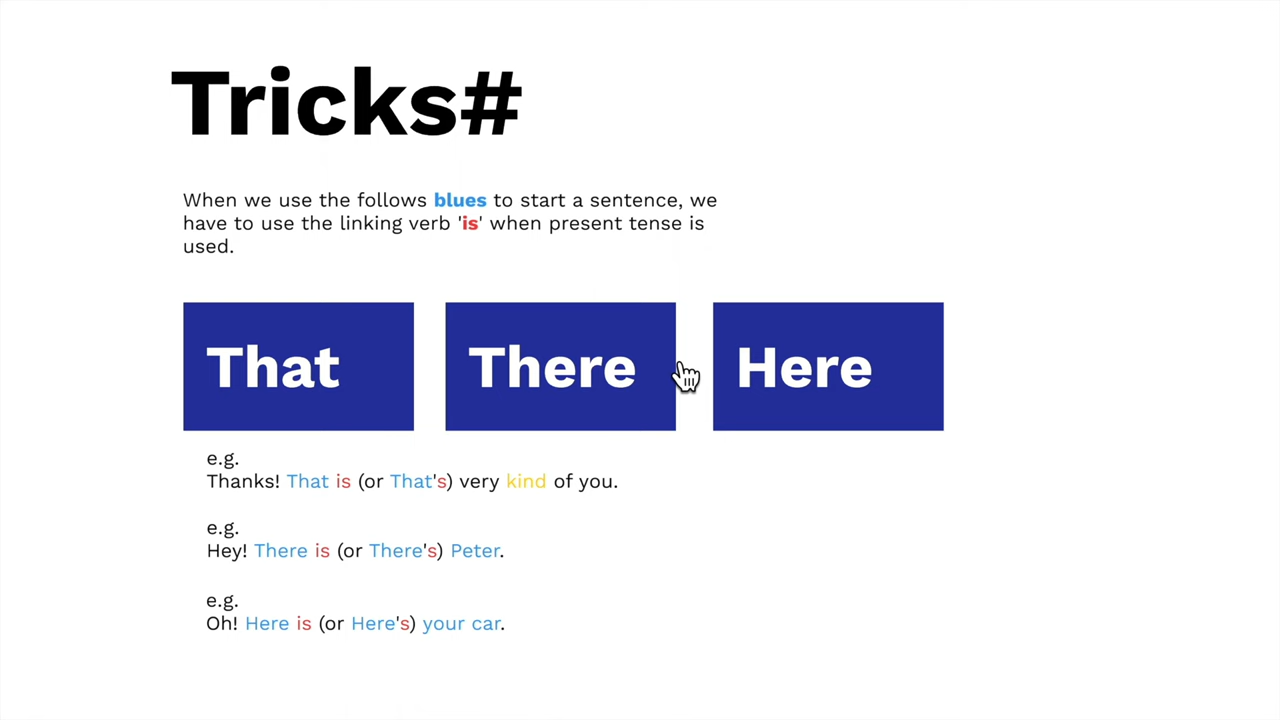 Tricks#
When we use the follows blues to start a sentence, we
have to use the linking verb 'is' when present tense is
used.
That
There
Here
e.g.
Thanks! That is (or That's) very kind of you.
e.g.
Hey! There is (or There's) Peter.
e.g.
Oh! Here is (or Here's) your car.